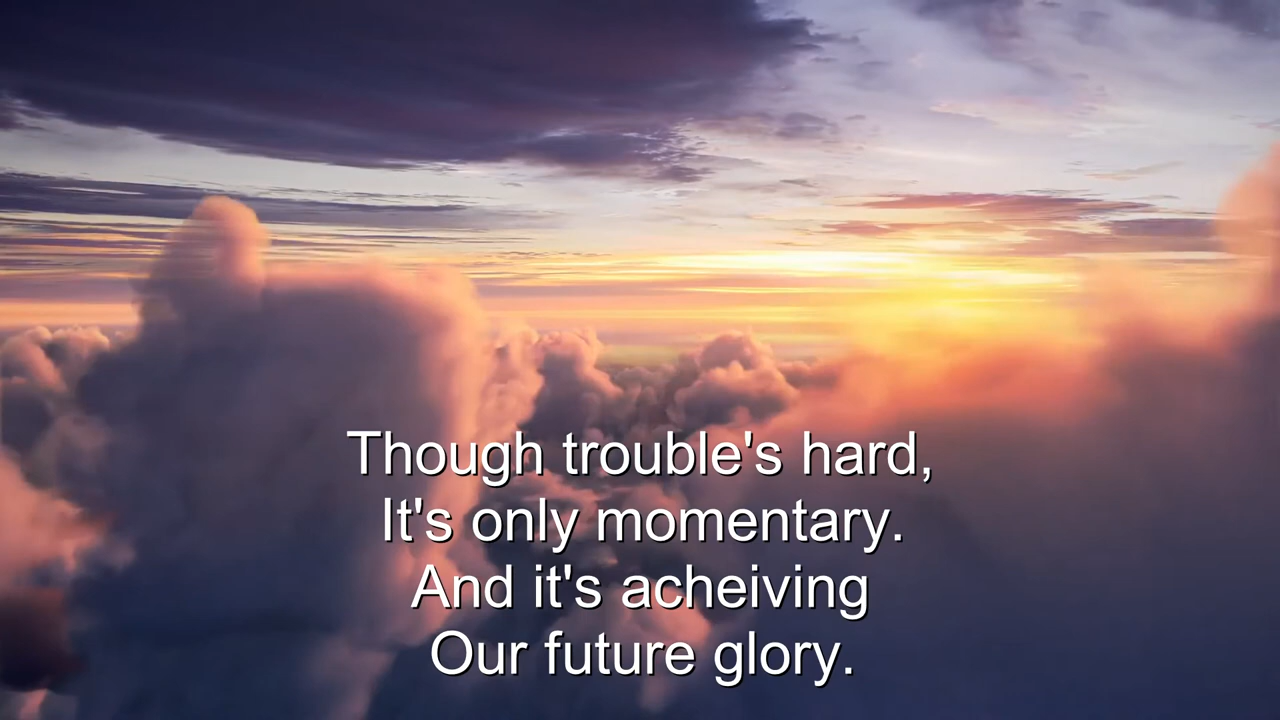 Though trouble's hard,
It's only momentary.
And it's acheiving
Our future glory.